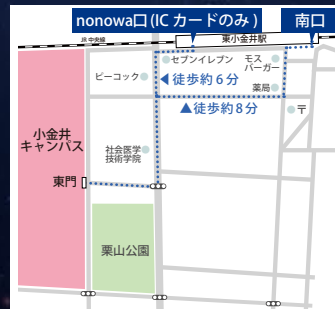 nonowa口(ICカードのみ)
南口
JR中央線
東小金井駅
セブンイレブン
モス
バーガー
ピーコック
◀徒歩約6分
薬局
▲徒歩約8分
〒
小金井
キャンパス
社会医学
技術学院
東門
栗山公園